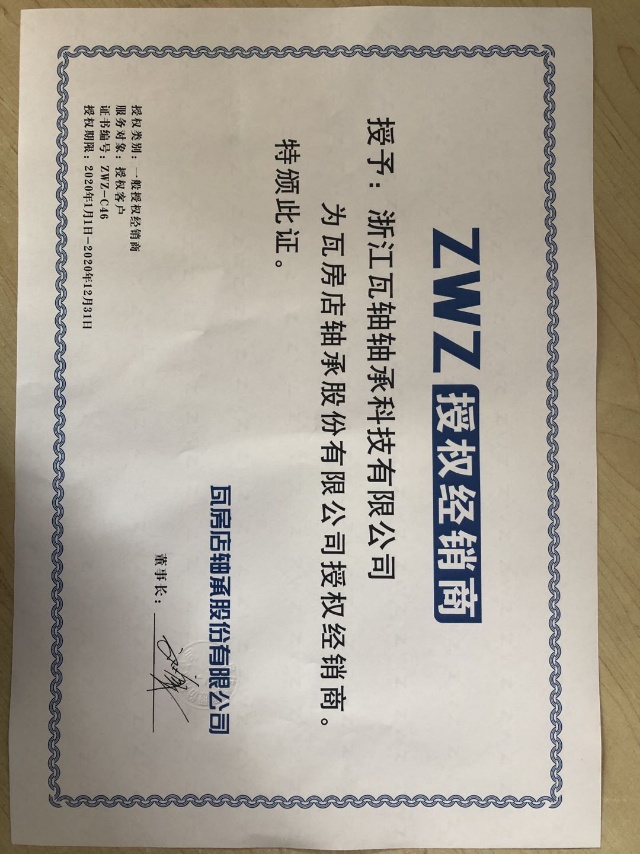 ZWZ 授权经销商
授予：浙江瓦轴轴承科技有限公司
为瓦房店轴承股份有限公司授权经销商。
特颁此证。
瓦房店轴承股份有限公司
董事长：
授权类别：一般授权经销商
服务对象：授权客户
证书编号：ZWZ-C46
授权期限：2020年1月1日-2020年12月31日